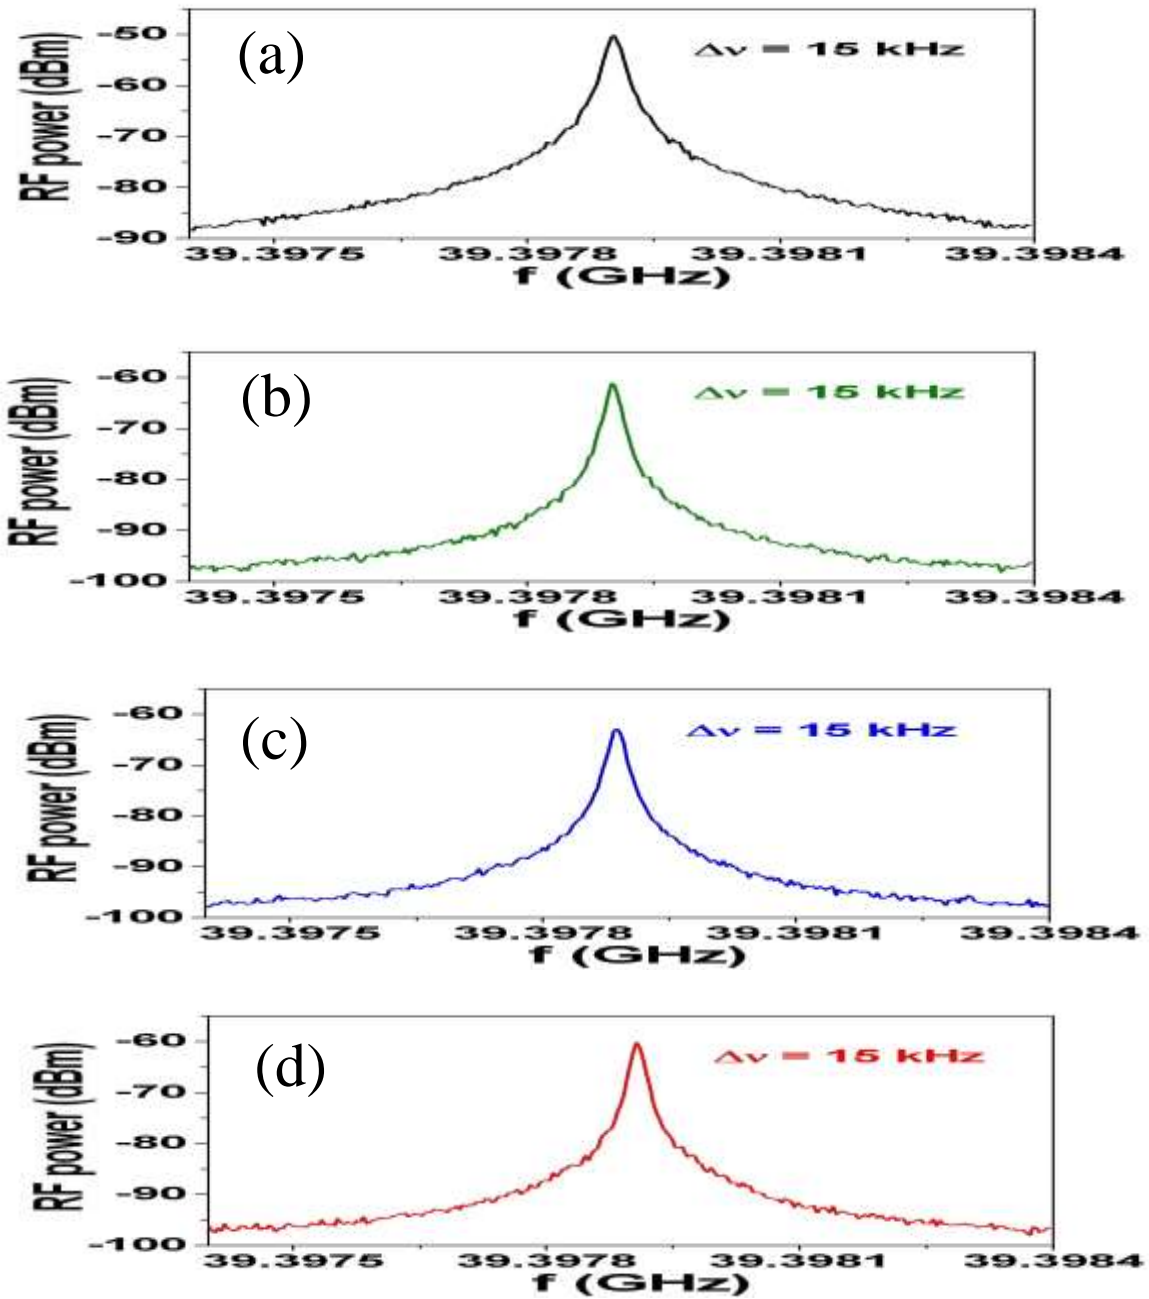 (a)
Δν = 15 kHz
RF power (dBm)
-50
-60
-70
-80
-90
39.3975 39.3978 39.3981 39.3984
f (GHz)
(b)
Δν = 15 kHz
RF power (dBm)
-60
-70
-80
-90
-100
39.3975 39.3978 39.3981 39.3984
f (GHz)
(c)
Δν = 15 kHz
RF power (dBm)
-60
-70
-80
-90
-100
39.3975 39.3978 39.3981 39.3984
f (GHz)
(d)
Δν = 15 kHz
RF power (dBm)
-60
-70
-80
-90
-100
39.3975 39.3978 39.3981 39.3984
f (GHz)